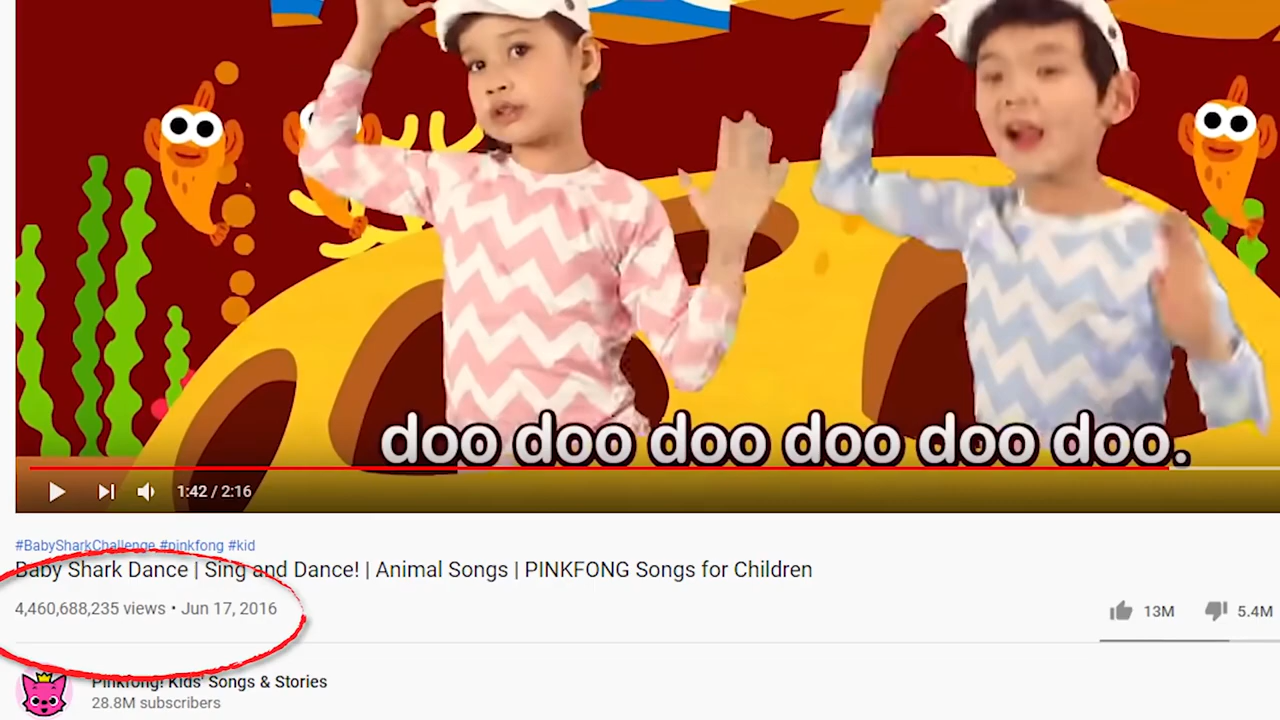 doo doo doo doo doo doo.
1:42 / 2:16
#BabySharkChallenge #pinkfong #kid
Baby Shark Dance | Sing and Dance! | Animal Songs | PINKFONG Songs for Children
4,460,688,235 views • Jun 17, 2016
13M 5.4M
Pinkfong! Kids' Songs & Stories
28.8M subscribers